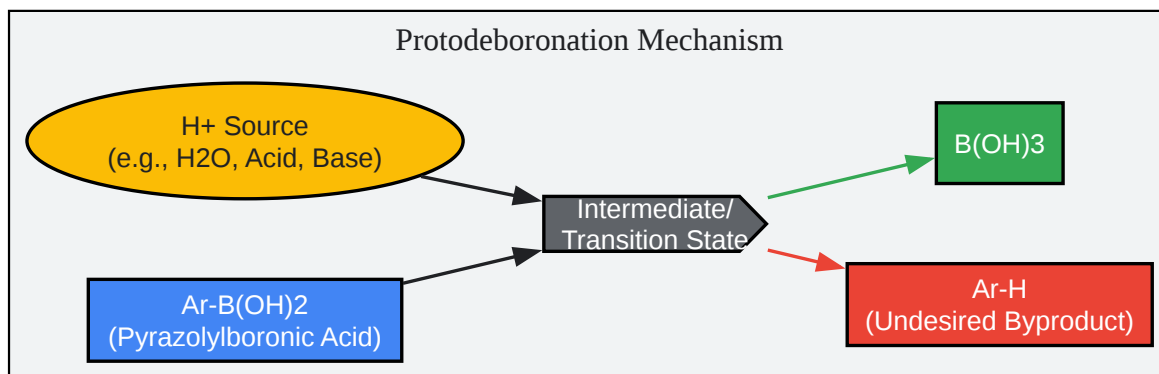 Protodeboronation Mechanism
H+ Source
(e.g., H2O, Acid, Base)
B(OH)3
Intermediate/
Transition State
Ar-B(OH)2
(Pyrazolylboronic Acid)
Ar-H
(Undesired Byproduct)